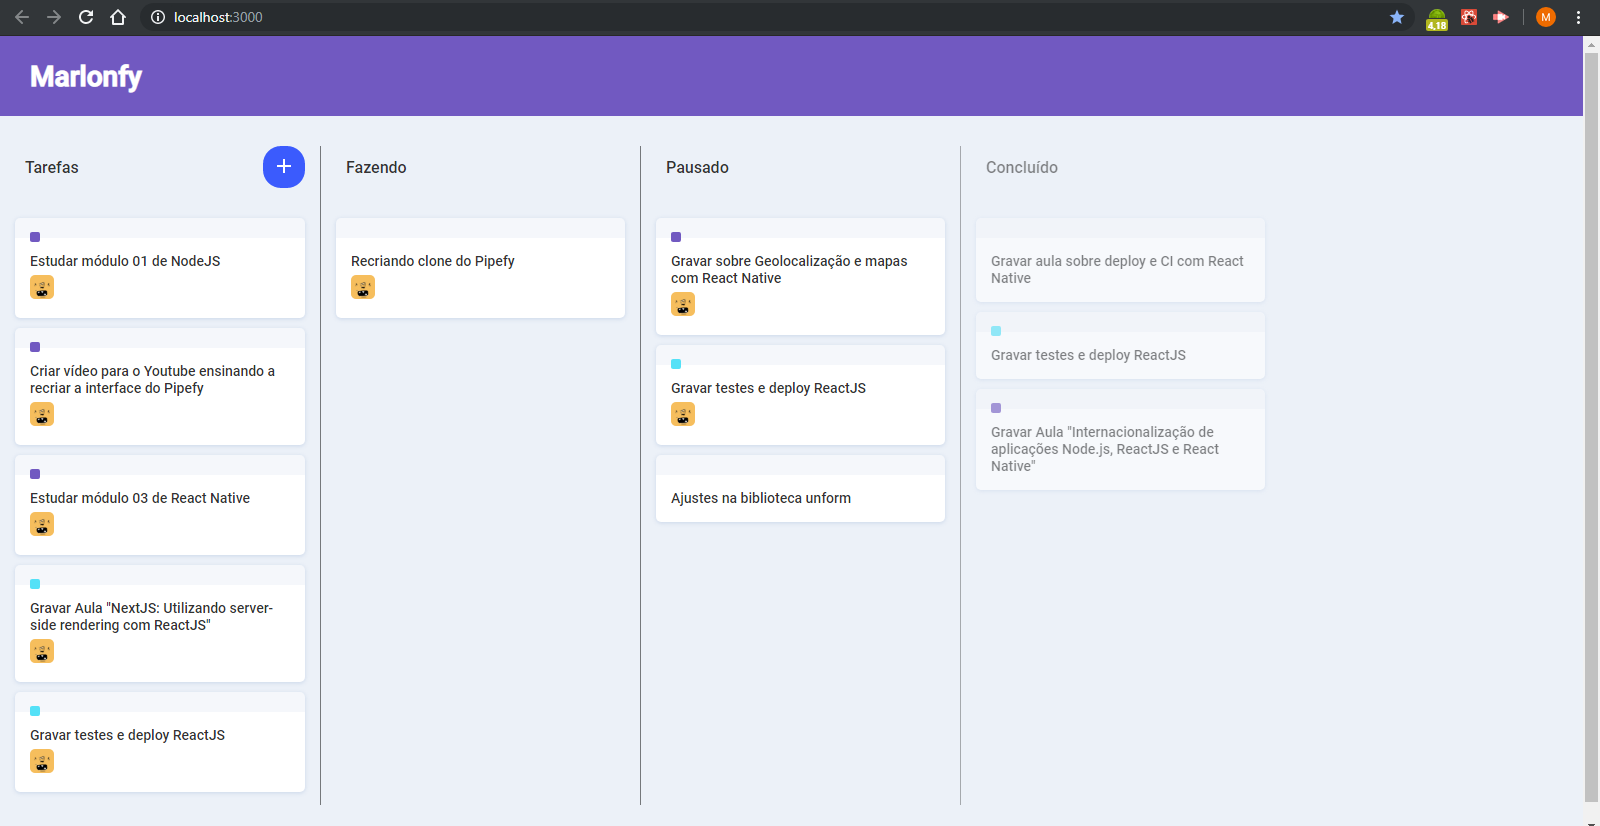 localhost:3000
4,18
M
Marlonfy
Tarefas
+
Estudar módulo 01 de NodeJS
Criar vídeo para o Youtube ensinando a
recriar a interface do Pipefy
Estudar módulo 03 de React Native
Gravar Aula "NextJS: Utilizando server-
side rendering com ReactJS"
Gravar testes e deploy ReactJS
Fazendo
Recriando clone do Pipefy
Pausado
Gravar sobre Geolocalização e mapas
com React Native
Gravar testes e deploy ReactJS
Ajustes na biblioteca unform
Concluído
Gravar aula sobre deploy e CI com React
Native
Gravar testes e deploy ReactJS
Gravar Aula "Internacionalização de
aplicações Node.js, ReactJS e React
Native"